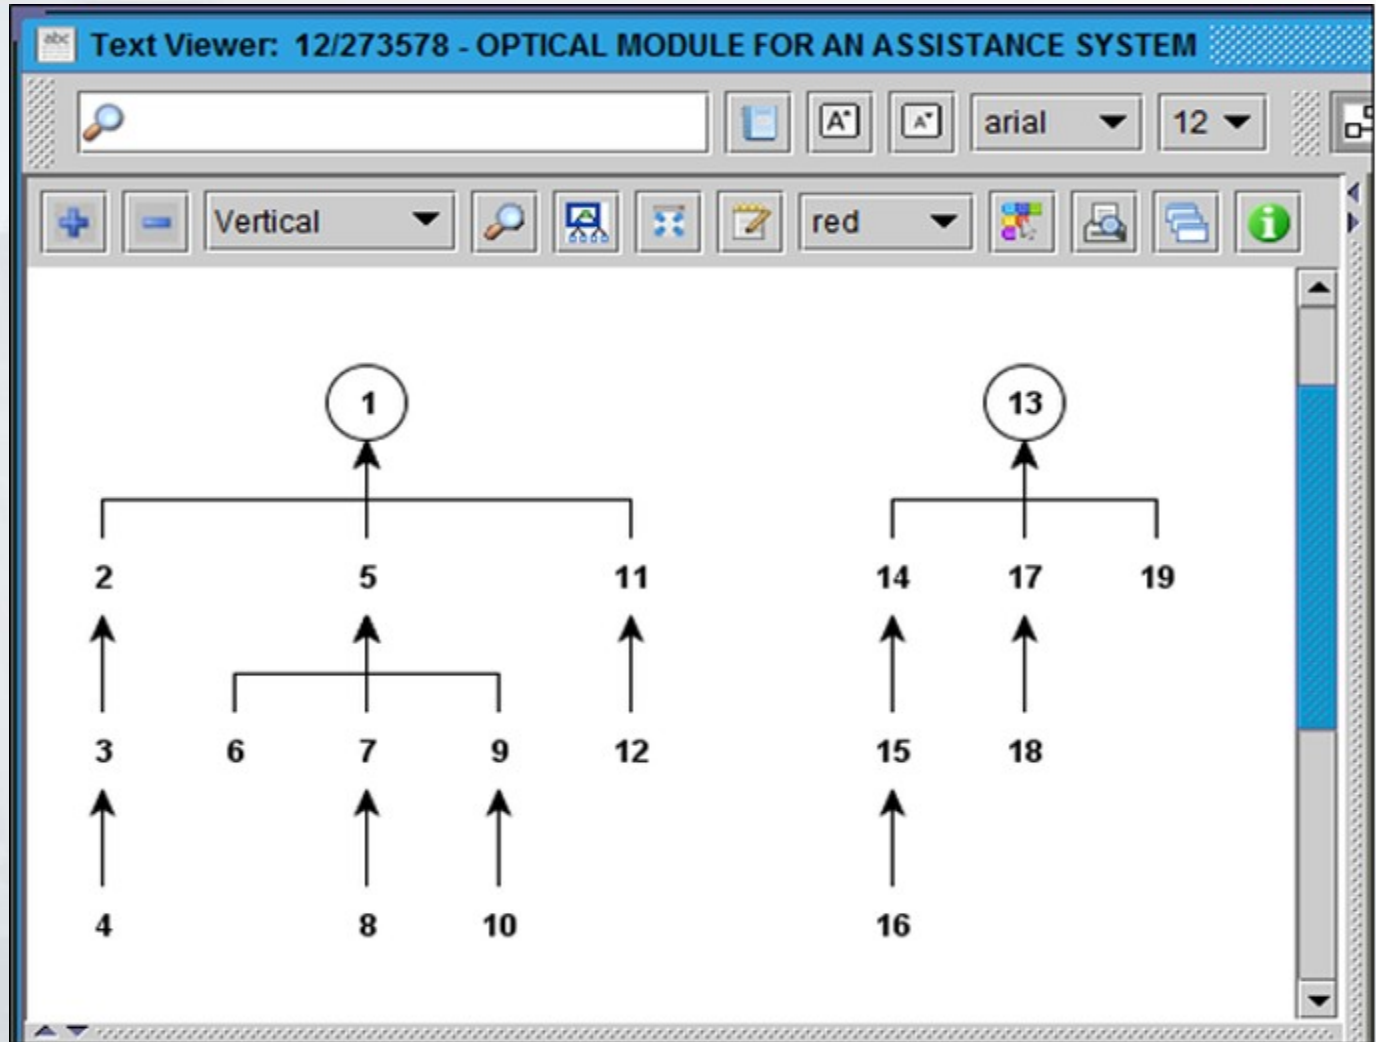 abc
Text Viewer: 12/273578 - OPTICAL MODULE FOR AN ASSISTANCE SYSTEM
A A arial 12
Vertical red
1 13
2 5 11 14 17 19
3 6 7 9 12 15 18
4 8 10 16